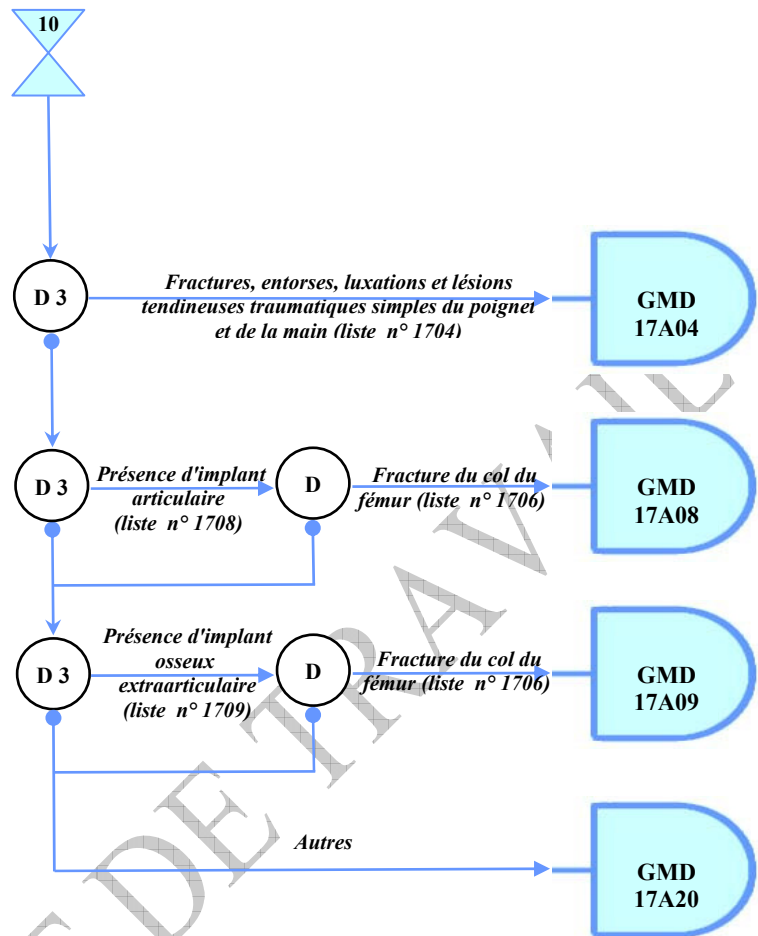 10
D 3
Fractures, entorses, luxations et lésions
tendineuses traumatiques simples du poignet
et de la main (liste n° 1704)
GMD
17A04
D 3
Présence d'implant
articulaire
(liste n° 1708)
D
Fracture du col du
fémur (liste n° 1706)
GMD
17A08
D 3
Présence d'implant
osseux
extraarticulaire
(liste n° 1709)
D
Fracture du col du
fémur (liste n° 1706)
GMD
17A09
Autres
GMD
17A20
DE TRAVAIL